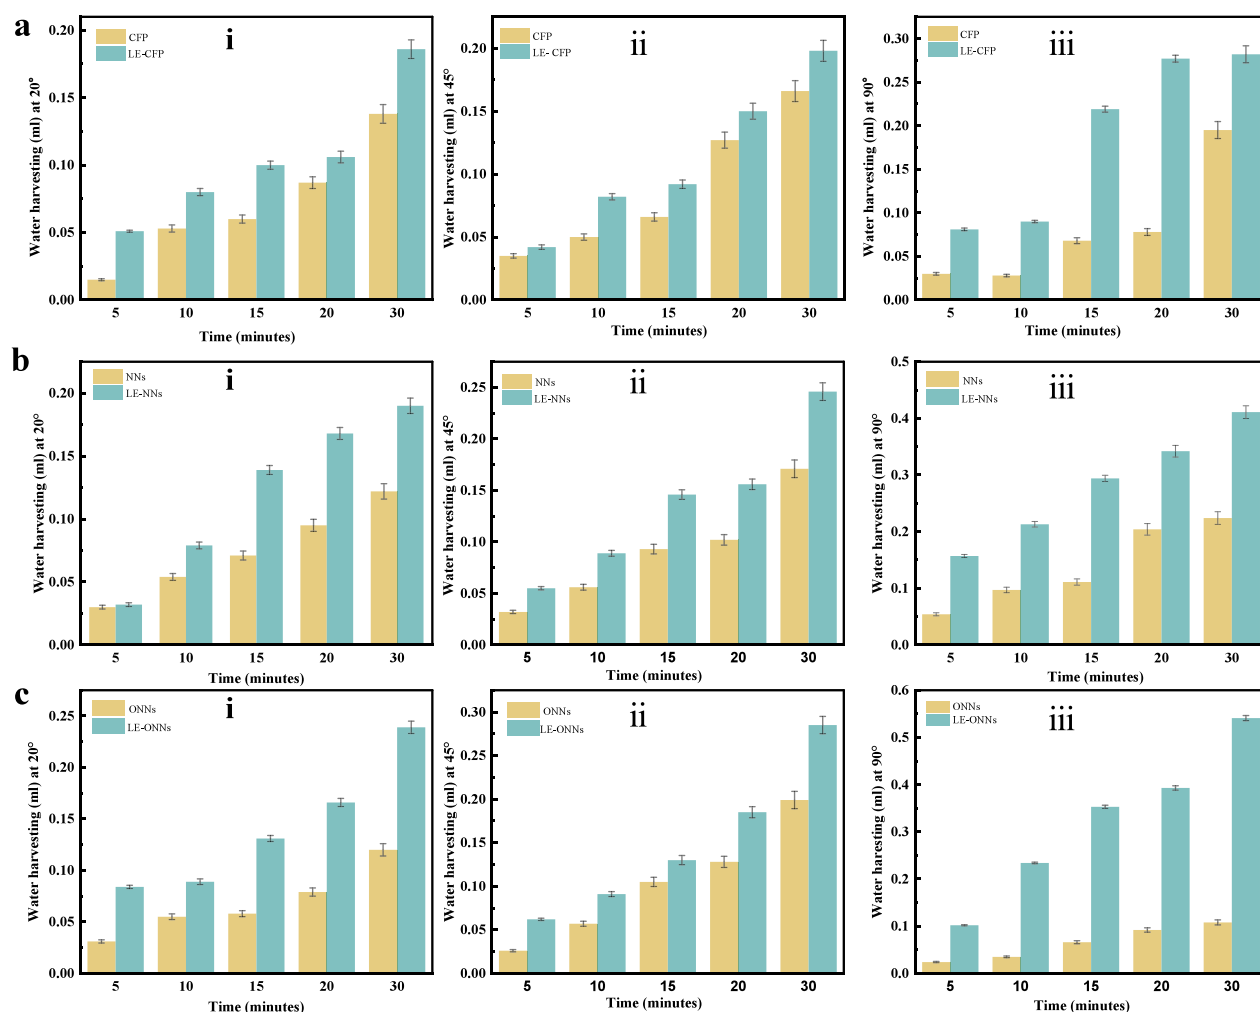 a
i
CFP
LE-CFP
Water harvesting (ml) at 20°
0.20
0.15
0.10
0.05
0.00
5 10 15 20 30
Time (minutes)
ii
CFP
LE- CFP
Water harvesting (ml) at 45°
0.20
0.15
0.10
0.05
0.00
5 10 15 20 30
Time (minutes)
iii
CFP
LE-CFP
Water harvesting (ml) at 90°
0.30
0.25
0.20
0.15
0.10
0.05
0.00
5 10 15 20 30
Time (minutes)
b
i
NNs
LE-NNs
Water harvesting (ml) at 20°
0.20
0.15
0.10
0.05
0.00
5 10 15 20 30
Time (minutes)
ii
NNs
LE-NNs
Water harvesting (ml) at 45°
0.25
0.20
0.15
0.10
0.05
0.00
5 10 15 20 30
Time (minutes)
iii
NNs
LE-NNs
Water harvesting (ml) at 90°
0.5
0.4
0.3
0.2
0.1
0.0
5 10 15 20 30
Time (minutes)
c
i
ONNs
LE-ONNs
Water harvesting (ml) at 20°
0.25
0.20
0.15
0.10
0.05
0.00
5 10 15 20 30
Time (minutes)
ii
ONNs
LE-ONNs
Water harvesting (ml) at 45°
0.30
0.25
0.20
0.15
0.10
0.05
0.00
5 10 15 20 30
Time (minutes)
iii
ONNs
LE-ONNs
Water haresting (ml) at 90°
0.6
0.5
0.4
0.3
0.2
0.1
0.0
5 10 15 20 30
Time (minutes)